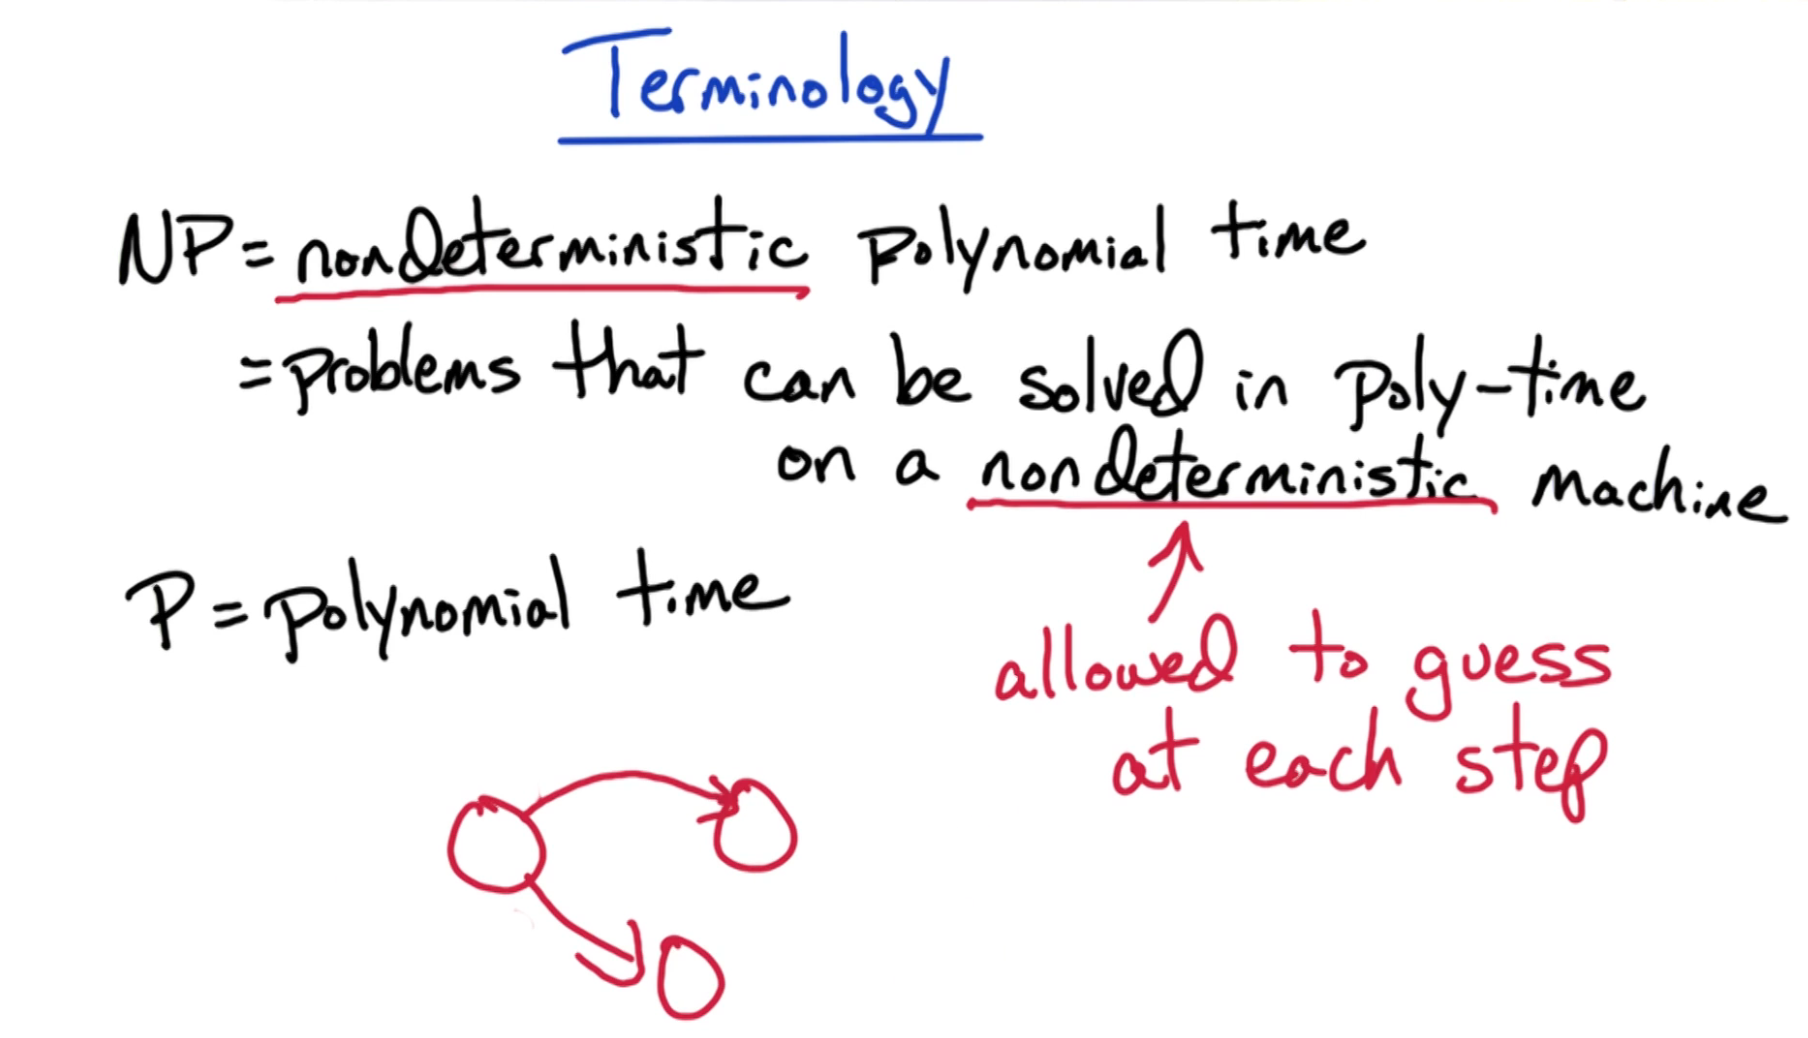 Terminology
NP = nondeterministic polynomial time
= problems that can be solved in poly-time
on a nondeterministic machine
P = polynomial time
allowed to guess
at each step